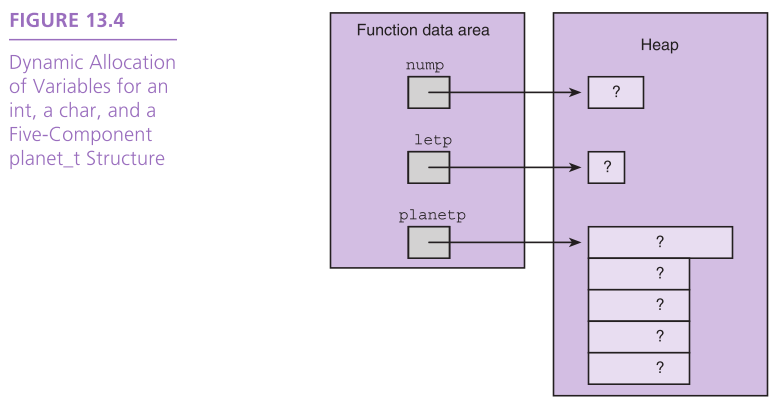 FIGURE 13.4
Dynamic Allocation
of Variables for an
int, a char, and a
Five-Component
planet_t Structure
Function data area
Heap
nump
?
letp
?
planetp
?
?
?
?
?